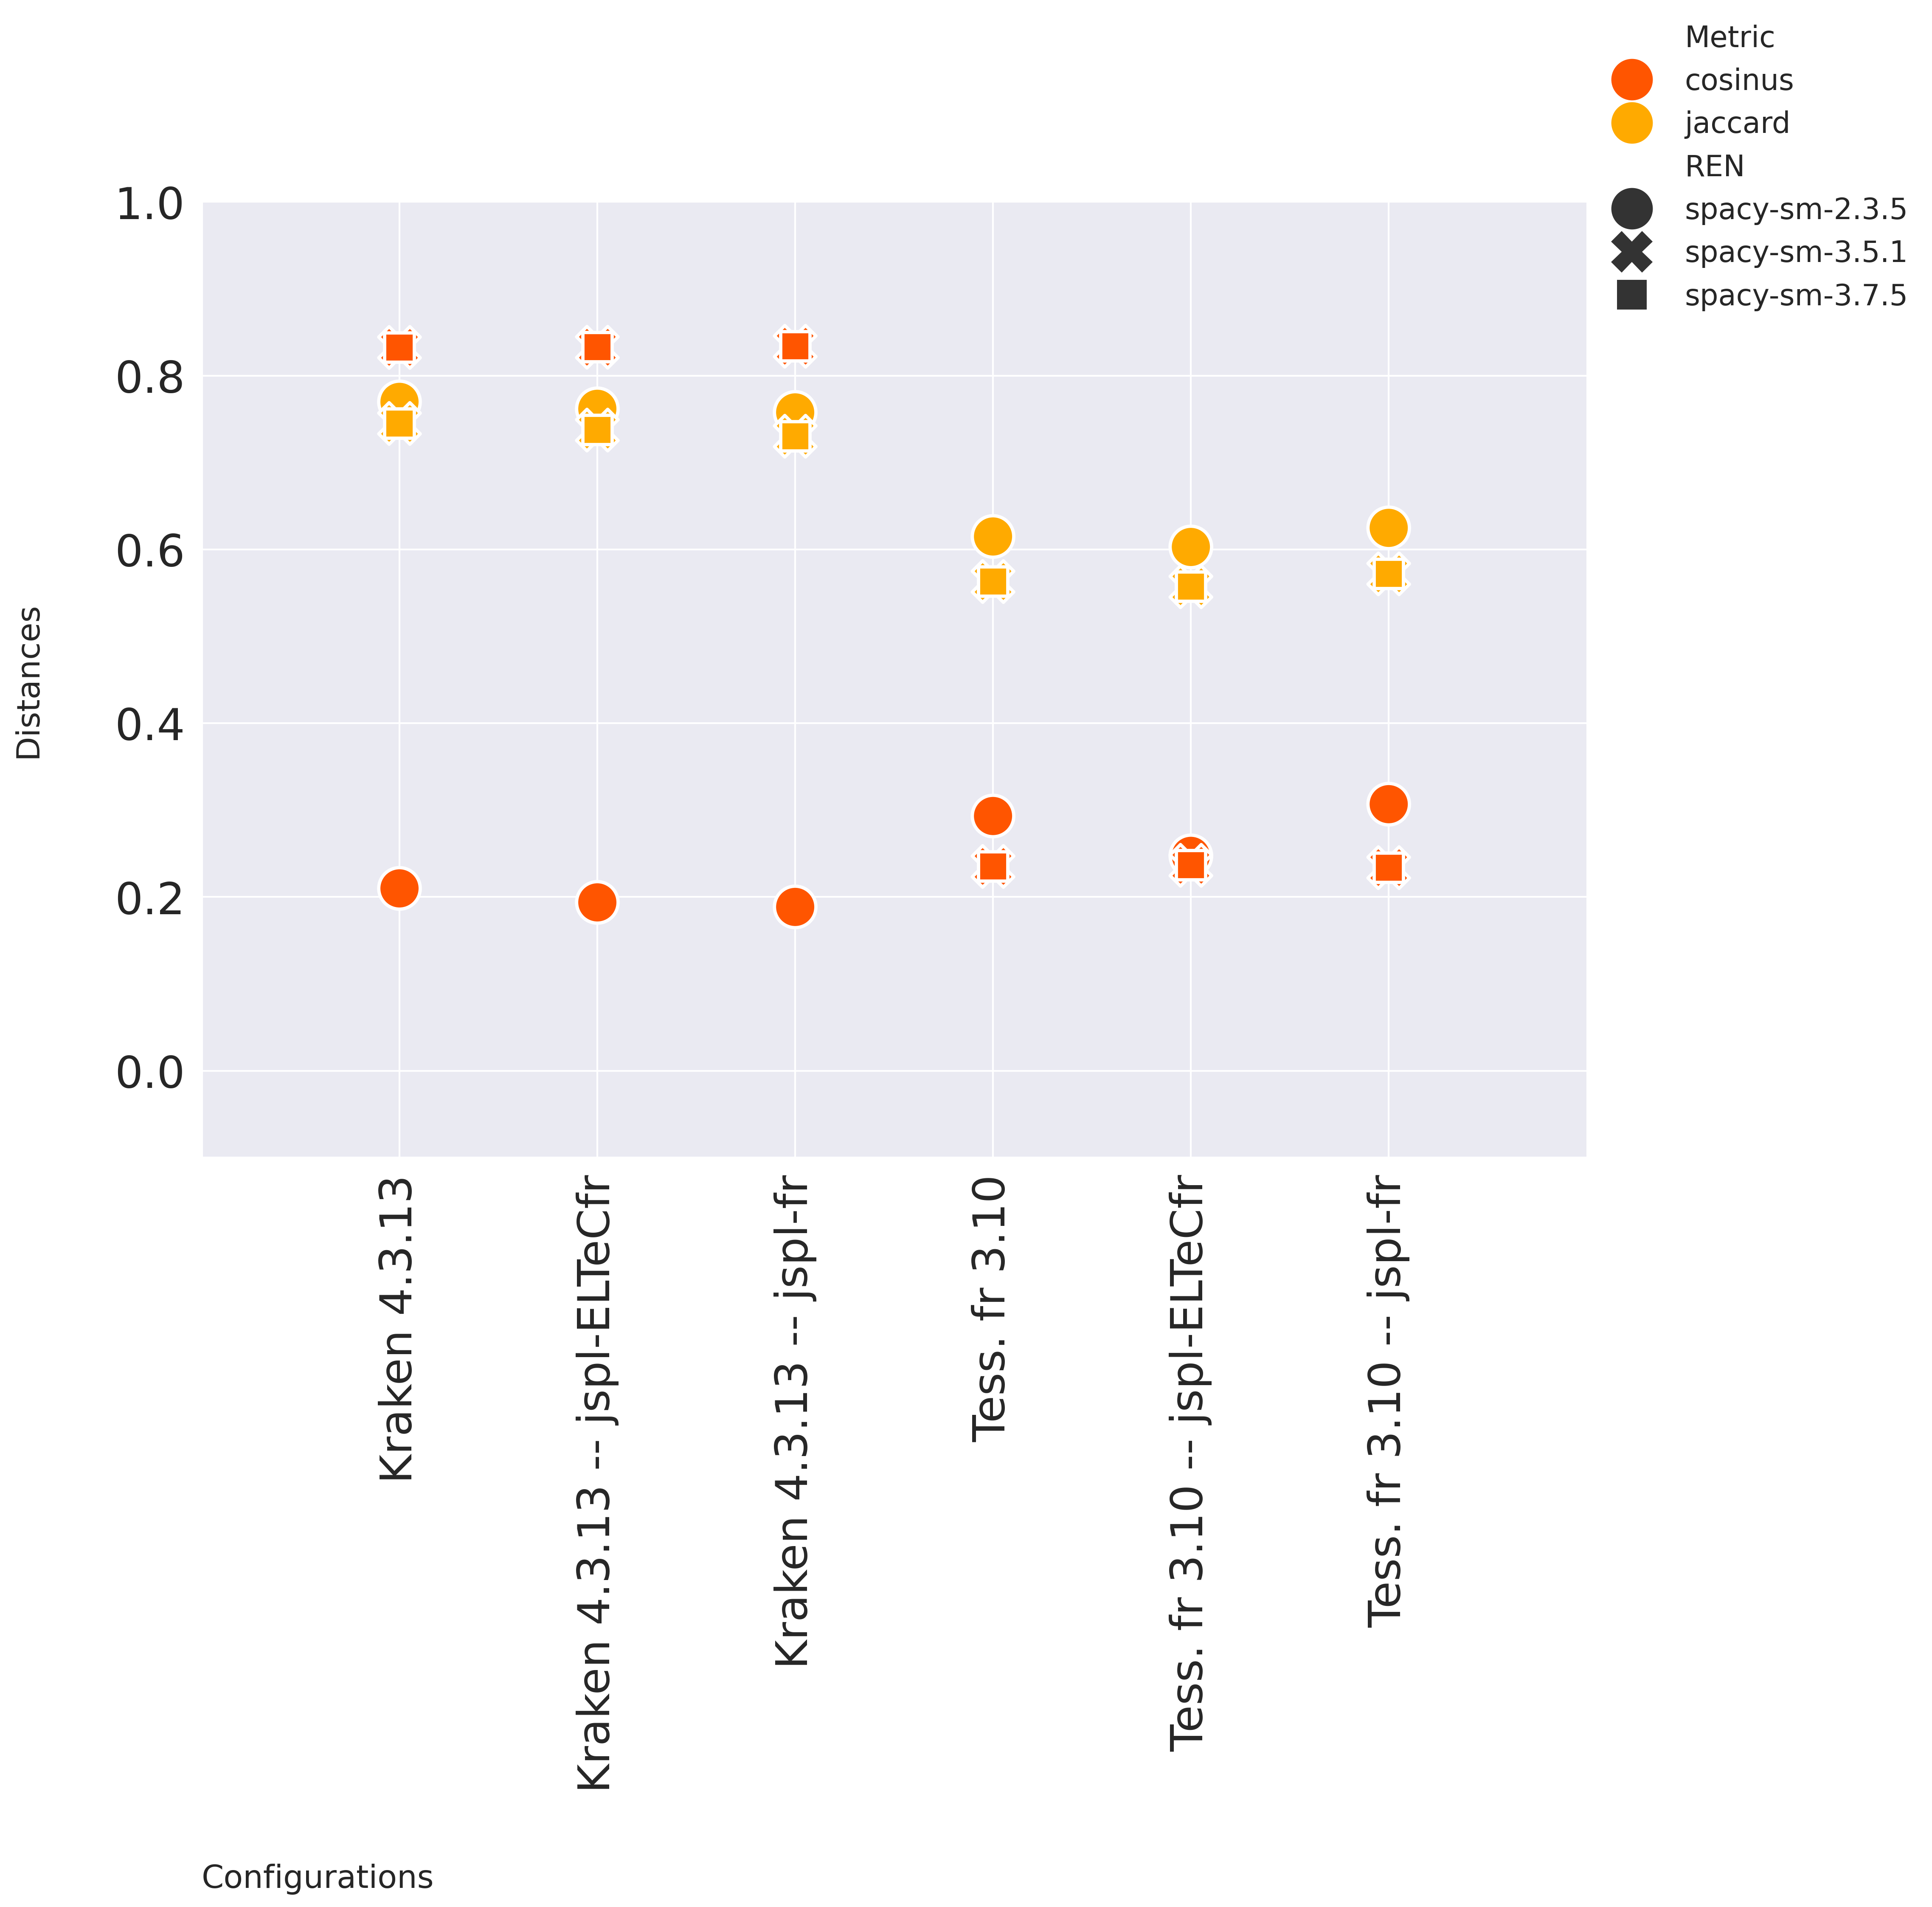 Metric
cosinus
jaccard
REN
spacy-sm-2.3.5
spacy-sm-3.5.1
spacy-sm-3.7.5
1.0
0.8
0.6
0.4
0.2
0.0
Distances
Kraken 4.3.13
Kraken 4.3.13 -- jspl-ELTeCfr
Kraken 4.3.13 -- jspl-fr
Tess. fr 3.10
Tess. fr 3.10 -- jspl-ELTeCfr
Tess. fr 3.10 -- jspl-fr
Configurations